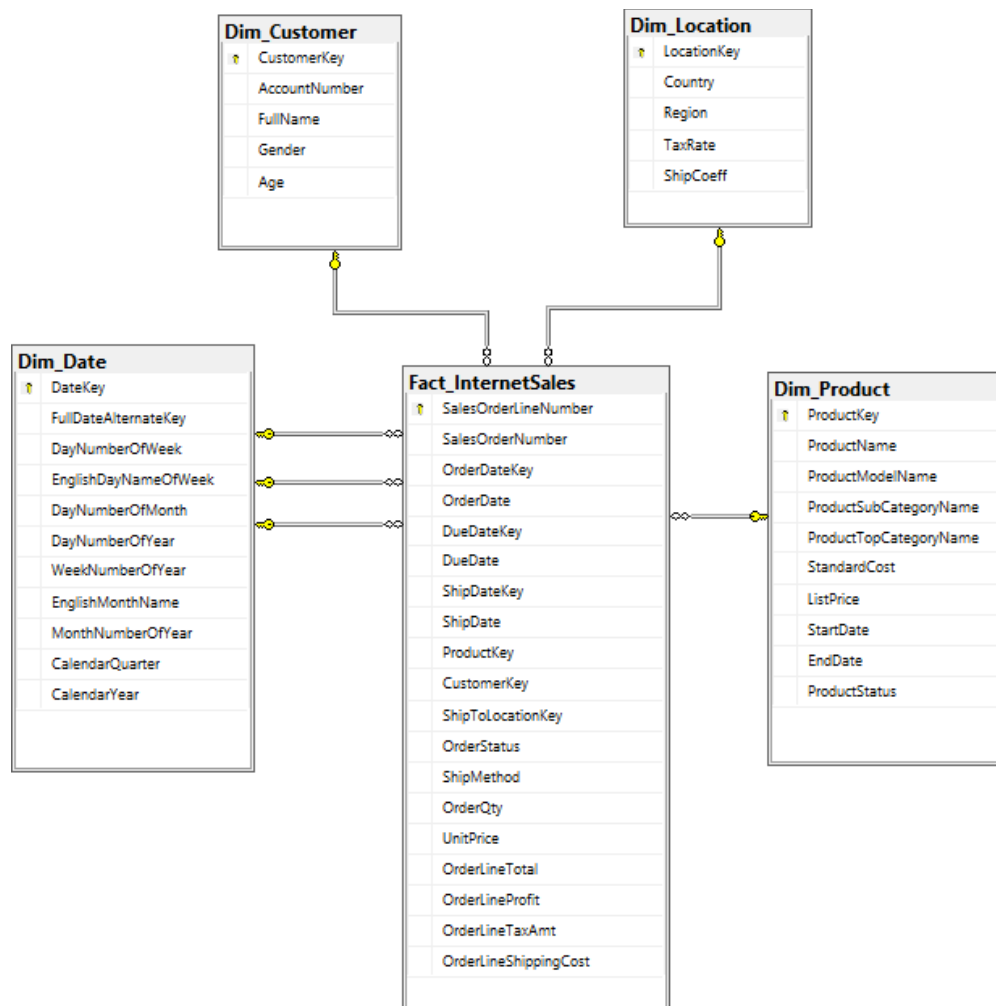 Dim_Customer
CustomerKey
AccountNumber
FullName
Gender
Age
Dim_Location
LocationKey
Country
Region
TaxRate
ShipCoeff
Dim_Date
DateKey
FullDateAlternateKey
DayNumberOfWeek
EnglishDayNameOfWeek
DayNumberOfMonth
DayNumberOfYear
WeekNumberOfYear
EnglishMonthName
MonthNumberOfYear
CalendarQuarter
CalendarYear
Fact_InternetSales
SalesOrderLineNumber
SalesOrderNumber
OrderDateKey
OrderDate
DueDateKey
DueDate
ShipDateKey
ShipDate
ProductKey
CustomerKey
ShipToLocationKey
OrderStatus
ShipMethod
OrderQty
UnitPrice
OrderLineTotal
OrderLineProfit
OrderLineTaxAmt
OrderLineShippingCost
Dim_Product
ProductKey
ProductName
ProductModelName
ProductSubCategoryName
ProductTopCategoryName
StandardCost
ListPrice
StartDate
EndDate
ProductStatus